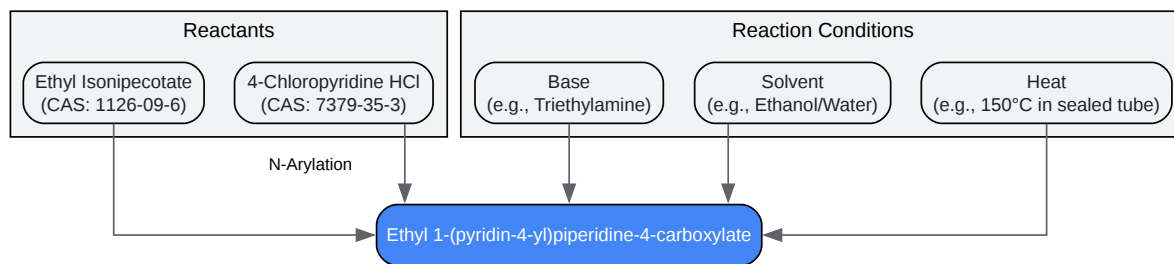 Reactants
Reaction Conditions
Ethyl Isonipecotate
(CAS: 1126-09-6)
4-Chloropyridine HCl
(CAS: 7379-35-3)
Base
(e.g., Triethylamine)
Solvent
(e.g., Ethanol/Water)
Heat
(e.g., 150°C in sealed tube)
N-Arylation
Ethyl 1-(pyridin-4-yl)piperidine-4-carboxylate